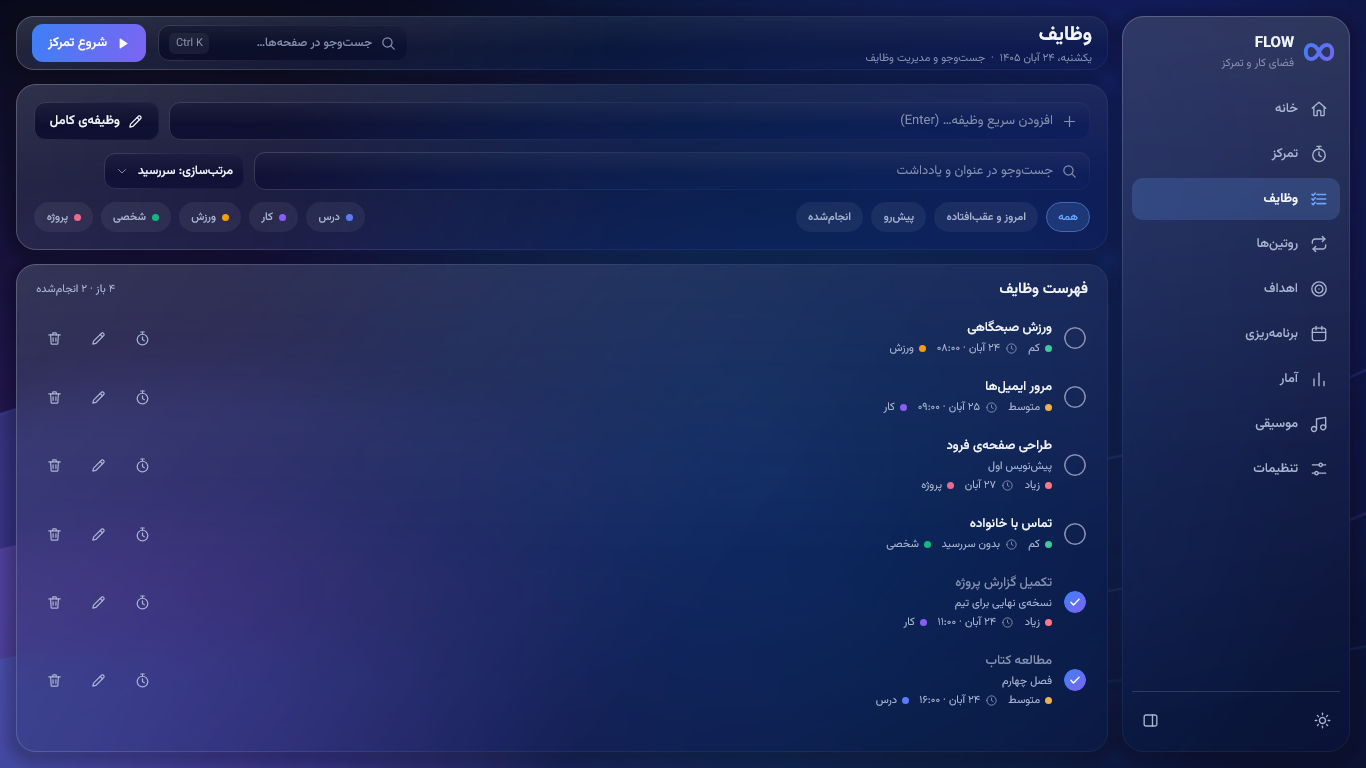 FLOW
فضای کار و تمرکز
خانه
تمرکز
وظایف
روتین‌ها
اهداف
برنامه‌ریزی
آمار
موسیقی
تنظیمات
وظایف
یکشنبه، ۲۴ آبان ۱۴۰۵ · جست‌وجو و مدیریت وظایف
جست‌وجو در صفحه‌ها... Ctrl K
شروع تمرکز
افزودن سریع وظیفه... (Enter)
وظیفه‌ی کامل
جست‌وجو در عنوان و یادداشت
مرتب‌سازی: سررسید
همه امروز و عقب‌افتاده پیش‌رو انجام‌شده
درس کار ورزش شخصی پروژه
فهرست وظایف
۴ باز · ۲ انجام‌شده
ورزش صبحگاهی
کم ۲۴ آبان · ۰۸:۰۰ ورزش
مرور ایمیل‌ها
متوسط ۲۵ آبان · ۰۹:۰۰ کار
طراحی صفحه‌ی فرود
پیش‌نویس اول
زیاد ۲۷ آبان پروژه
تماس با خانواده
کم بدون سررسید شخصی
تکمیل گزارش پروژه
نسخه‌ی نهایی برای تیم
زیاد ۲۴ آبان · ۱۱:۰۰ کار
مطالعه کتاب
فصل چهارم
متوسط ۲۴ آبان · ۱۶:۰۰ درس